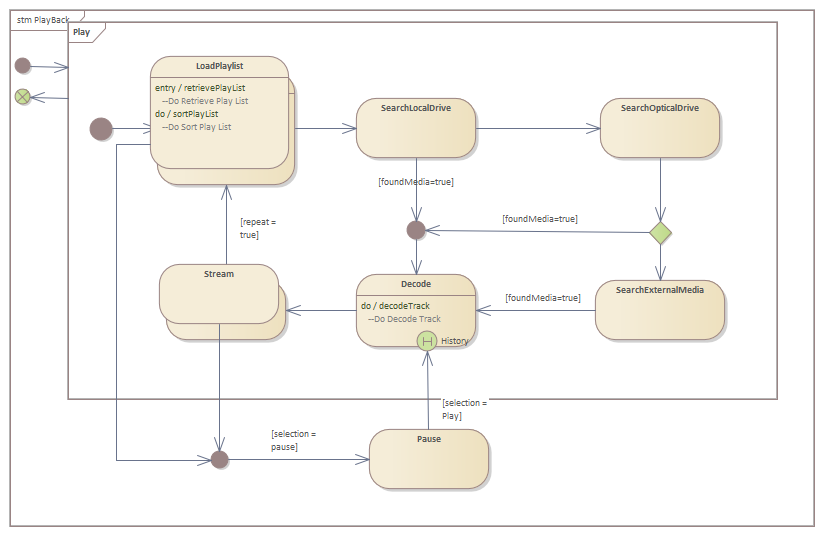 stm PlayBack
Play
LoadPlaylist
entry / retrievePlayList
--Do Retrieve Play List
do / sortPlayList
--Do Sort Play List
SearchLocalDrive
SearchOpticalDrive
[foundMedia=true]
[foundMedia=true]
[repeat =
true]
Stream
Decode
do / decodeTrack
--Do Decode Track
History
[foundMedia=true]
SearchExternalMedia
[selection =
Play]
[selection =
pause]
Pause